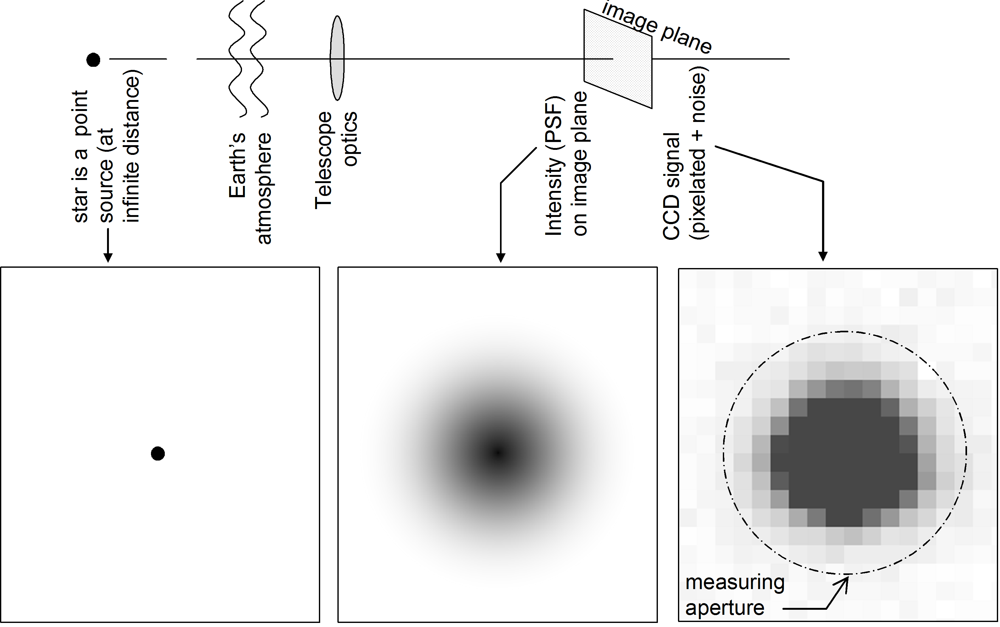 image plane
star is a point
source (at
infinite distance)
Earth’s
atmosphere
Telescope
optics
Intensity (PSF)
on image plane
CCD signal
(pixelated + noise)
measuring
aperture